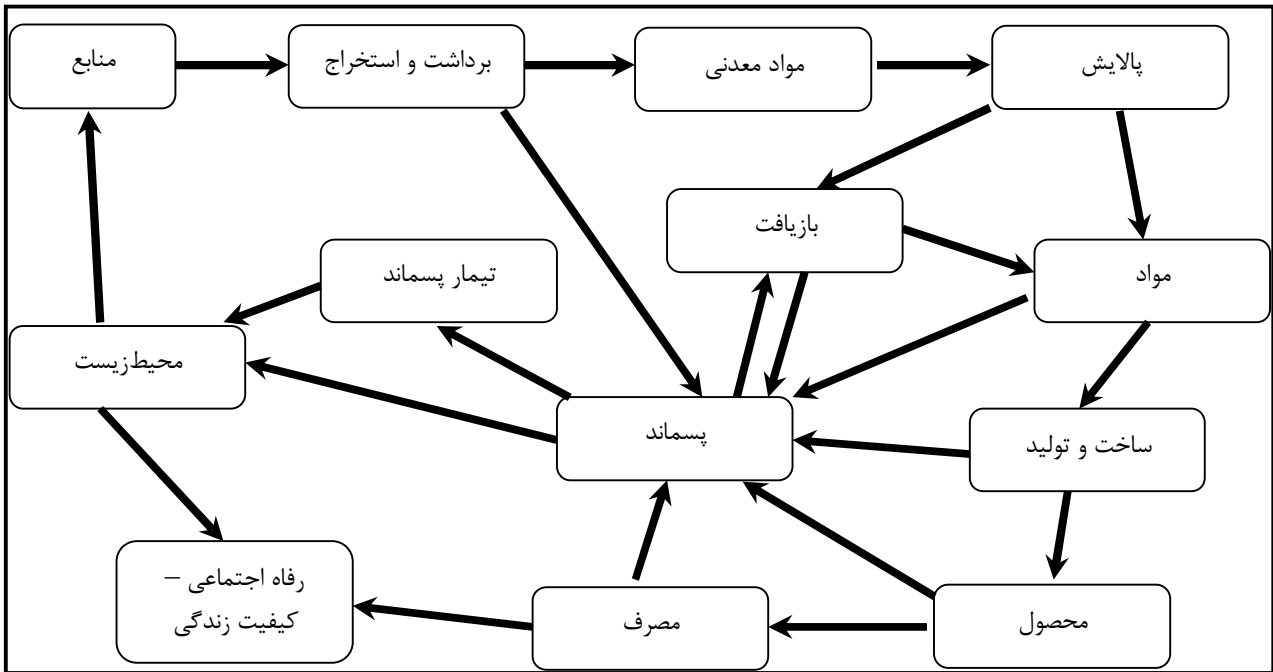 منابع
برداشت و استخراج
مواد معدنی
پالایش
بازیافت
مواد
تیمار پسماند
محیط‌زیست
پسماند
ساخت و تولید
رفاه اجتماعی –
کیفیت زندگی
مصرف
محصول